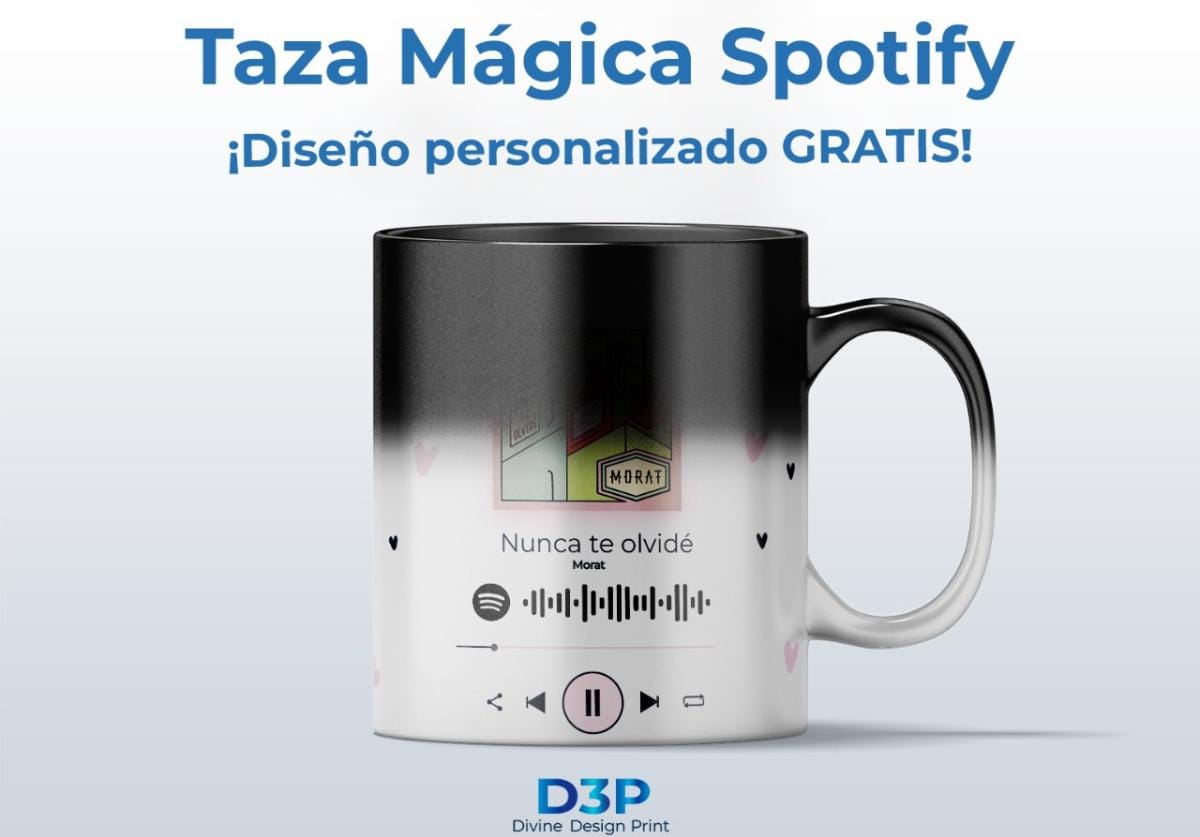 Taza Mágica Spotify
¡Diseño personalizado GRATIS!
MORAT
Nunca te olvidé
Morat
D3P
Divine Design Print